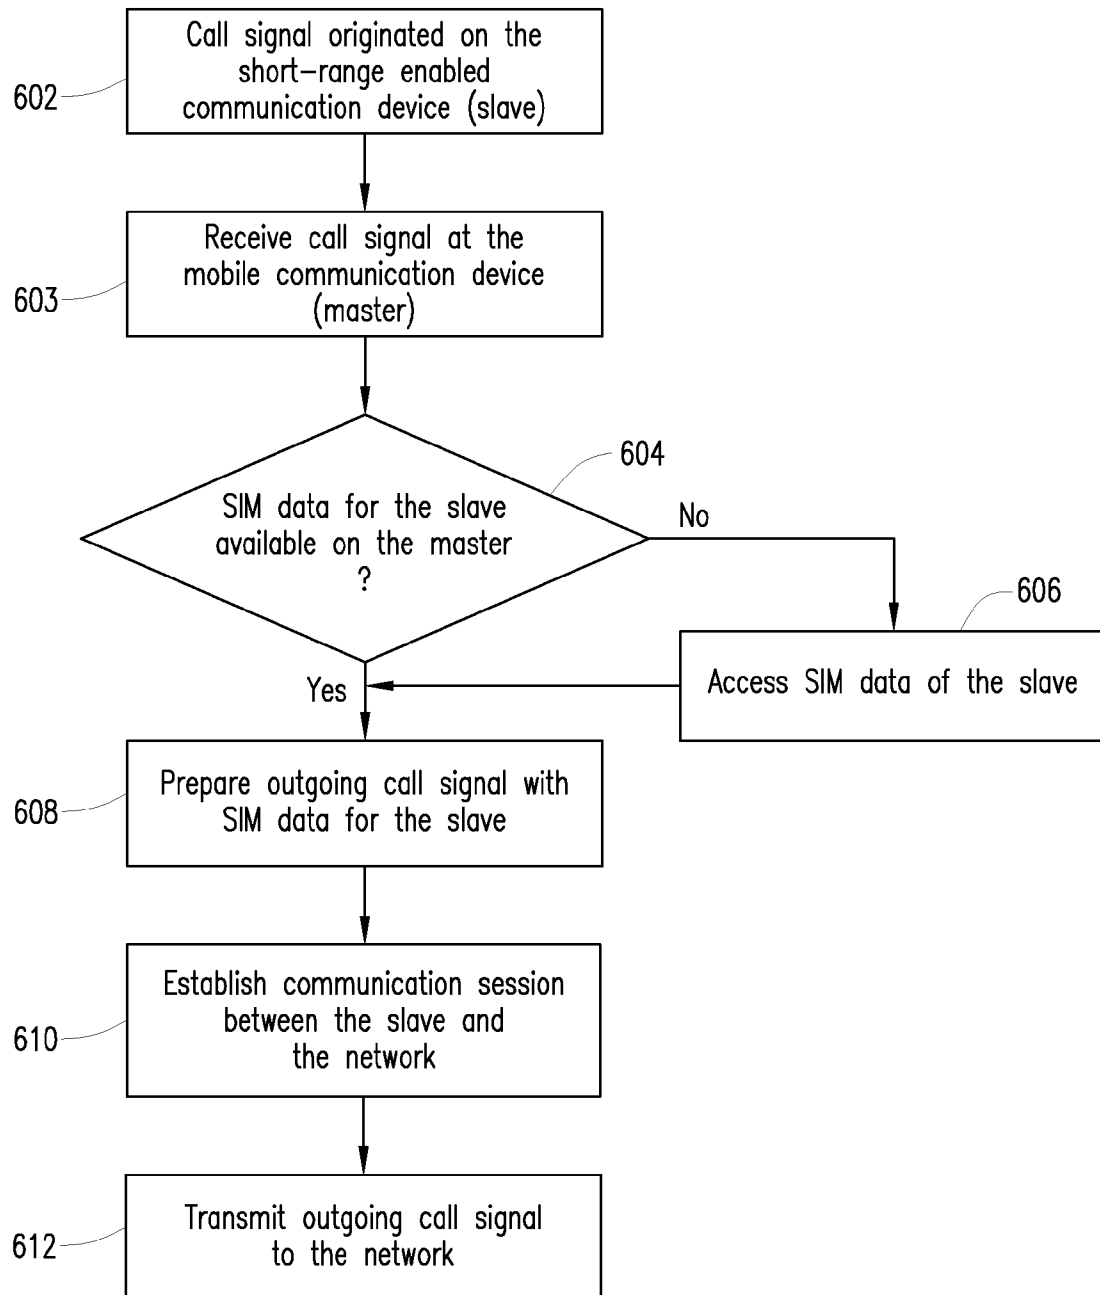 Call signal originated on the
short-range enabled
communication device (slave)
602
Receive call signal at the
mobile communication device
(master)
603
604
SIM data for the slave
available on the master
?
No
606
Access SIM data of the slave
Yes
Prepare outgoing call signal with
SIM data for the slave
608
Establish communication session
between the slave and
the network
610
Transmit outgoing call signal
to the network
612